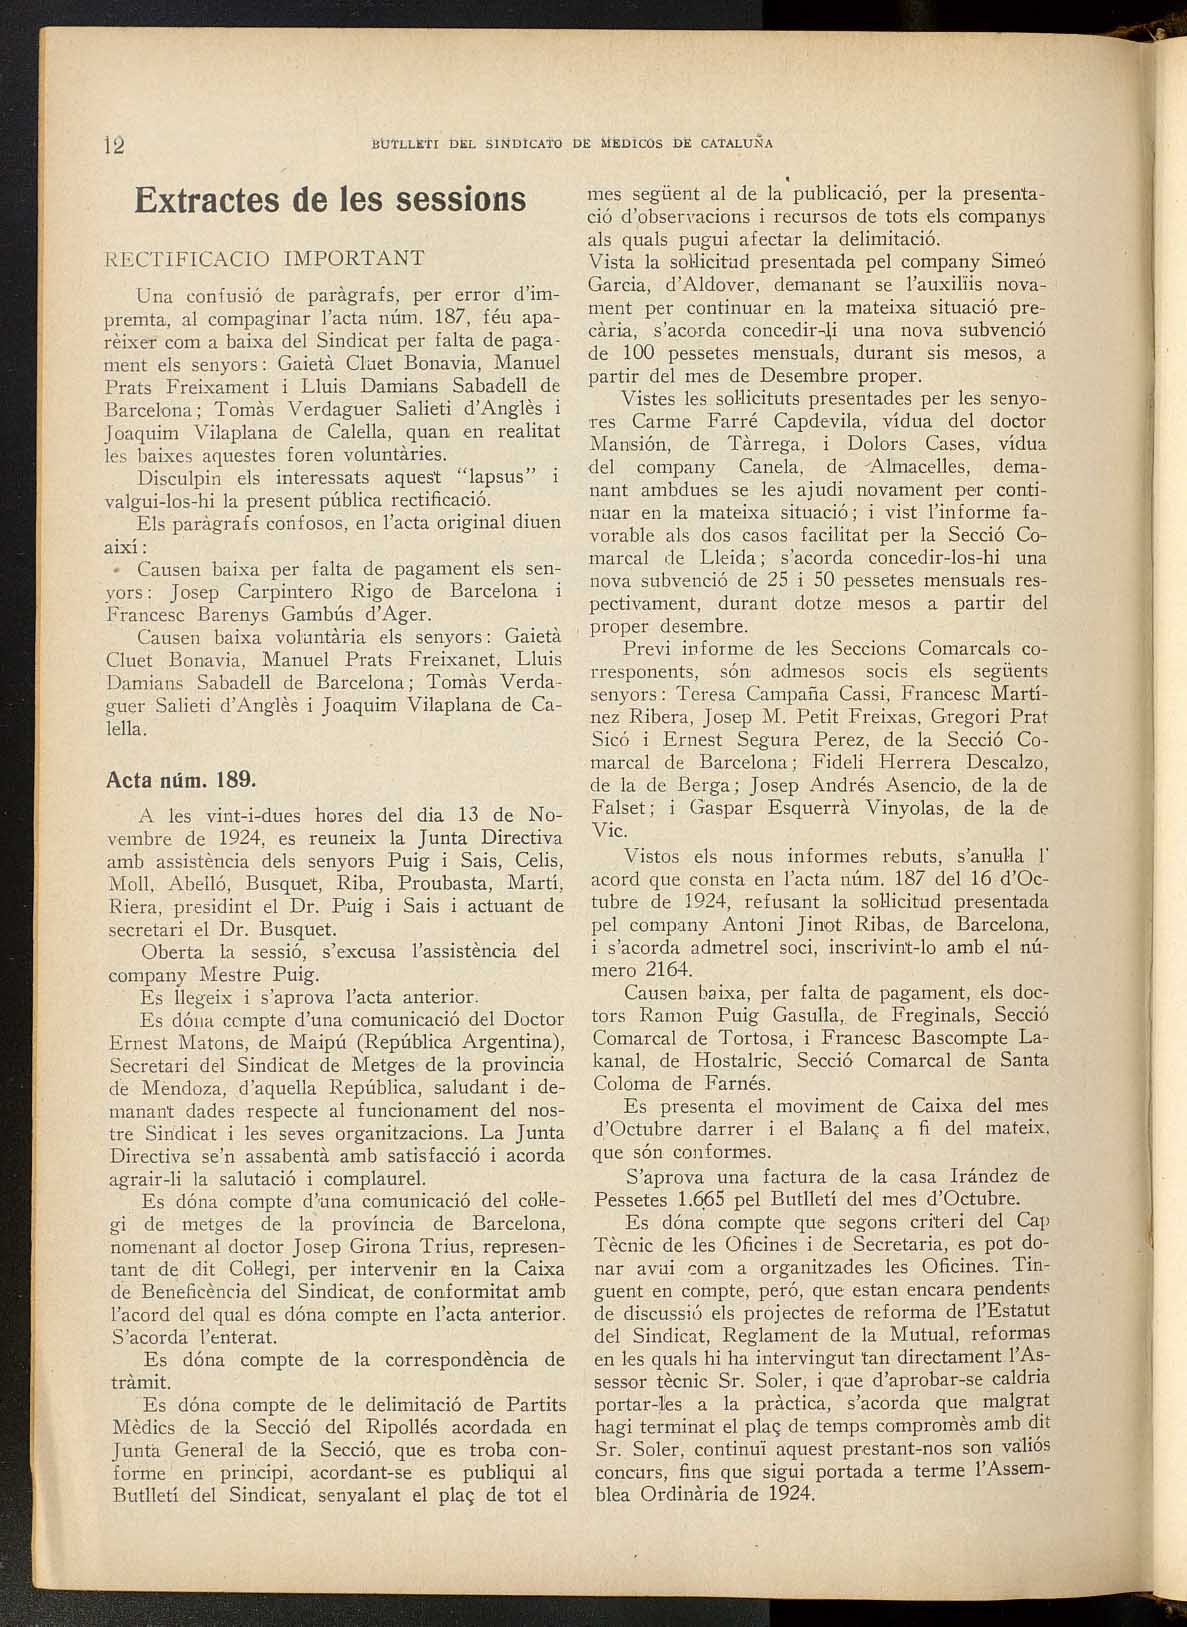 12
BUTLLETI DEL SINDICATO DE MEDICOS DE CATALUÑA
Extractes de les sessions
RECTIFICACIO IMPORTANT
Una confusió de paràgrafs, per error d'im-
premta, al compaginar l'acta núm. 187, féu apa-
rèixer com a baixa del Sindicat per falta de paga-
ment els senyors: Gaietà Cluet Bonavia, Manuel
Prats Freixament i Lluis Damians Sabadell de
Barcelona; Tomàs Verdaguer Salieti d'Anglès i
Joaquim Vilaplana de Calella, quan en realitat
les baixes aquestes foren voluntàries.
Disculpin els interessats aquest "lapsus" i
valgui-los-hi la present pública rectificació.
Els paràgrafs confosos, en l'acta original diuen
així:
Causen baixa per falta de pagament els sen-
yors: Josep Carpintero Rigo de Barcelona i
Francesc Barenys Gambús d'Ager.
Causen baixa voluntària els senyors: Gaietà
Cluet Bonavia, Manuel Prats Freixanet, Lluis
Damians Sabadell de Barcelona; Tomàs Verda-
guer Salieti d'Anglès i Joaquim Vilaplana de Ca-
lella.
Acta núm. 189.
A les vint-i-dues hores del dia 13 de No-
vembre de 1924, es reuneix la Junta Directiva
amb assistència dels senyors Puig i Sais, Celis,
Moll, Abelló, Busquet, Riba, Proubasta, Martí,
Riera, presidint el Dr. Puig i Sais i actuant de
secretari el Dr. Busquet.
Oberta la sessió, s'excusa l'assistència del
company Mestre Puig.
Es llegeix i s'aprova l'acta anterior.
Es dóna compte d'una comunicació del Doctor
Ernest Matons, de Maipú (República Argentina),
Secretari del Sindicat de Metges de la provincia
de Mendoza, d'aquella República, saludant i de-
manant dades respecte al funcionament del nos-
tre Sindicat i les seves organitzacions. La Junta
Directiva se'n assabentà amb satisfacció i acorda
agrair-li la salutació i complaurel.
Es dóna compte d'una comunicació del col·le-
gi de metges de la província de Barcelona,
nomenant al doctor Josep Girona Trius, represen-
tant de dit Col·legi, per intervenir en la Caixa
de Beneficència del Sindicat, de conformitat amb
l'acord del qual es dóna compte en l'acta anterior.
S'acorda l'enterat.
Es dóna compte de la correspondència de
tràmit.
Es dóna compte de le delimitació de Partits
Mèdics de la Secció del Ripollés acordada en
Junta General de la Secció, que es troba con-
forme en principi, acordant-se es publiqui al
Butlletí del Sindicat, senyalant el plaç de tot el
mes següent al de la publicació, per la presenta-
ció d'observacions i recursos de tots els companys
als quals pugui afectar la delimitació.
Vista la sol·licitud presentada pel company Simeó
Garcia, d'Aldover, demanant se l'auxiliïs nova-
ment per continuar en la mateixa situació pre-
cària, s'acorda concedir-li una nova subvenció
de 100 pessetes mensuals, durant sis mesos, a
partir del mes de Desembre proper.
Vistes les sol·licituts presentades per les senyo-
res Carme Farré Capdevila, vídua del doctor
Mansión, de Tàrrega, i Dolors Cases, vídua
del company Canela, de Almacelles, dema-
nant ambdues se les ajudi novament per conti-
nuar en la mateixa situació; i vist l'informe fa-
vorable als dos casos facilitat per la Secció Co-
marcal de Lleida; s'acorda concedir-los-hi una
nova subvenció de 25 i 50 pessetes mensuals res-
pectivament, durant dotze mesos a partir del
proper desembre.
Previ informe de les Seccions Comarcals co-
rresponents, són admesos socis els següents
senyors: Teresa Campaña Cassi, Francesc Martí-
nez Ribera, Josep M. Petit Freixas, Gregori Prat
Sicó i Ernest Segura Perez, de la Secció Co-
marcal de Barcelona; Fideli Herrera Descalzo,
de la de Berga; Josep Andrés Asencio, de la de
Falset; i Gaspar Esquerrà Vinyolas, de la de
Vic.
Vistos els nous informes rebuts, s'anul·la l'
acord que consta en l'acta núm. 187 del 16 d'Oc-
tubre de 1924, refusant la sol·licitud presentada
pel company Antoni Jinot Ribas, de Barcelona,
i s'acorda admetrel soci, inscrivint-lo amb el nú-
mero 2164.
Causen baixa, per falta de pagament, els doc-
tors Ramon Puig Gasulla, de Freginals, Secció
Comarcal de Tortosa, i Francesc Bascompte La-
kanal, de Hostalric, Secció Comarcal de Santa
Coloma de Farnés.
Es presenta el moviment de Caixa del mes
d'Octubre darrer i el Balanç a fi del mateix,
que són conformes.
S'aprova una factura de la casa Irández de
Pessetes 1.665 pel Butlletí del mes d'Octubre.
Es dóna compte que segons criteri del Cap
Tècnic de les Oficines i de Secretaria, es pot do-
nar avui com a organitzades les Oficines. Tin-
guent en compte, peró, que estan encara pendents
de discussió els projectes de reforma de l'Estatut
del Sindicat, Reglament de la Mutual, reformas
en les quals hi ha intervingut tan directament l'As-
sessor tècnic Sr. Soler, i que d'aprobar-se caldria
portar-les a la pràctica, s'acorda que malgrat
hagi terminat el plaç de temps compromès amb dit
Sr. Soler, continuï aquest prestant-nos son valiós
concurs, fins que sigui portada a terme l'Assem-
blea Ordinària de 1924.